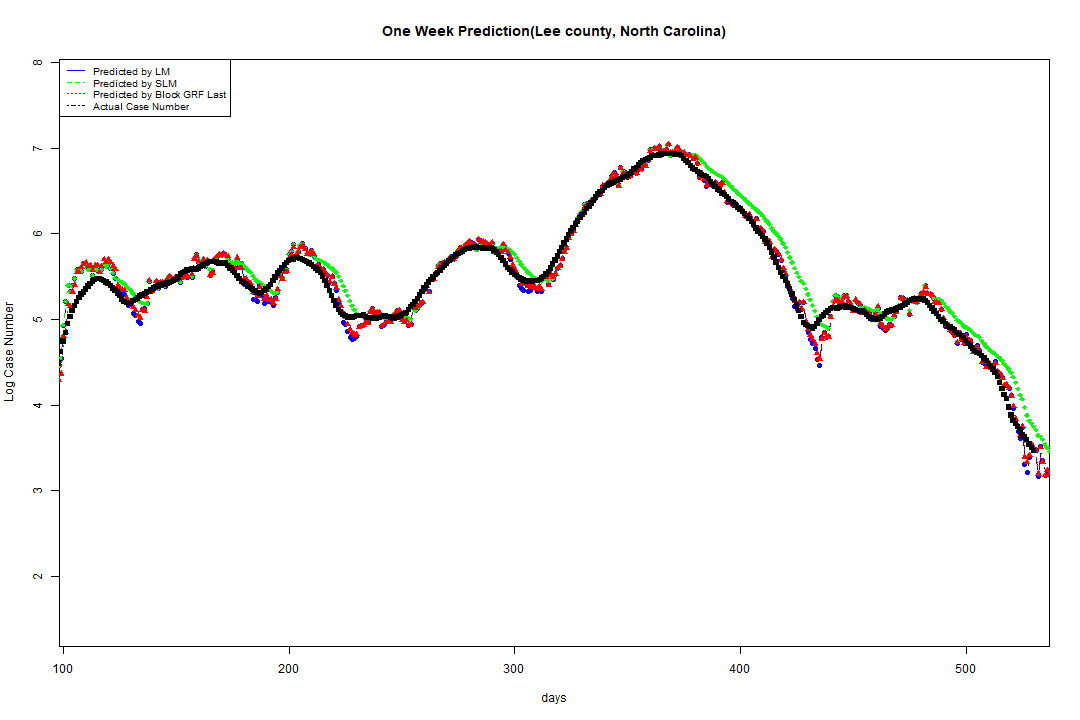 One Week Prediction(Lee county, North Carolina)
Predicted by LM
Predicted by SLM
Predicted by Block GRF Last
Actual Case Number
8
7
6
5
4
3
2
Log Case Number
100 200 300 400 500
days